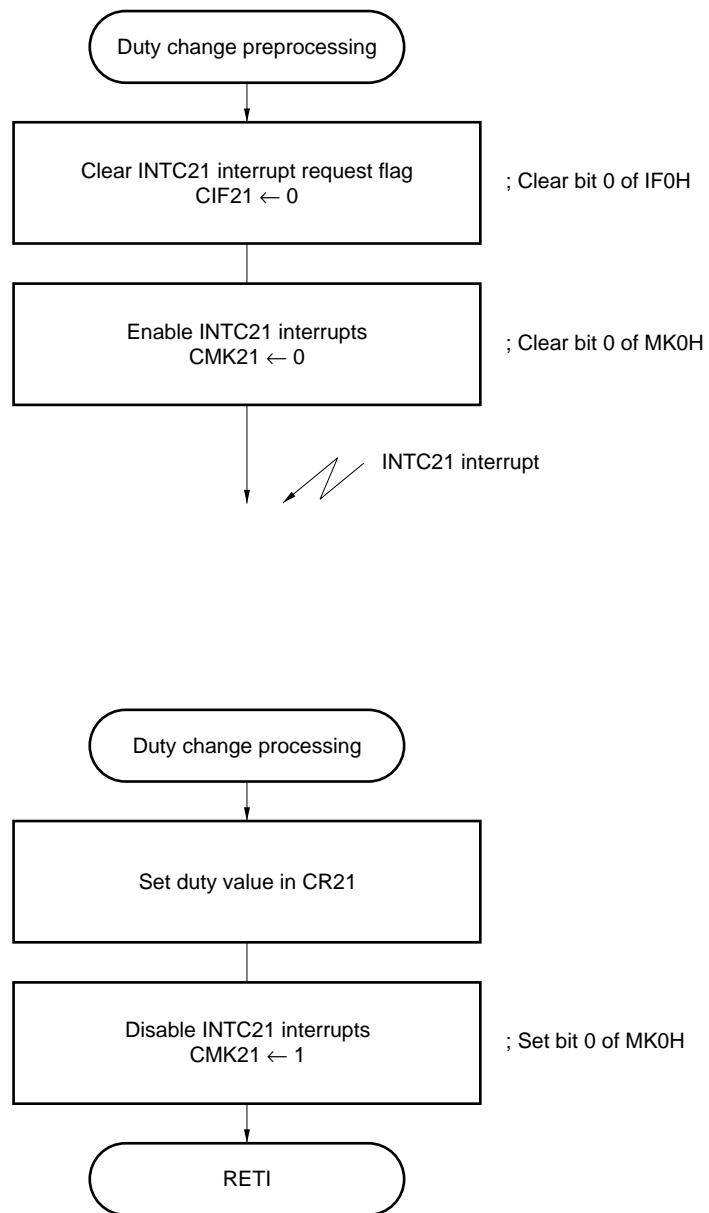 Duty change preprocessing
Clear INTC21 interrupt request flag
CIF21 ← 0
; Clear bit 0 of IF0H
Enable INTC21 interrupts
CMK21 ← 0
; Clear bit 0 of MK0H
INTC21 interrupt
Duty change processing
Set duty value in CR21
Disable INTC21 interrupts
CMK21 ← 1
; Set bit 0 of MK0H
RETI